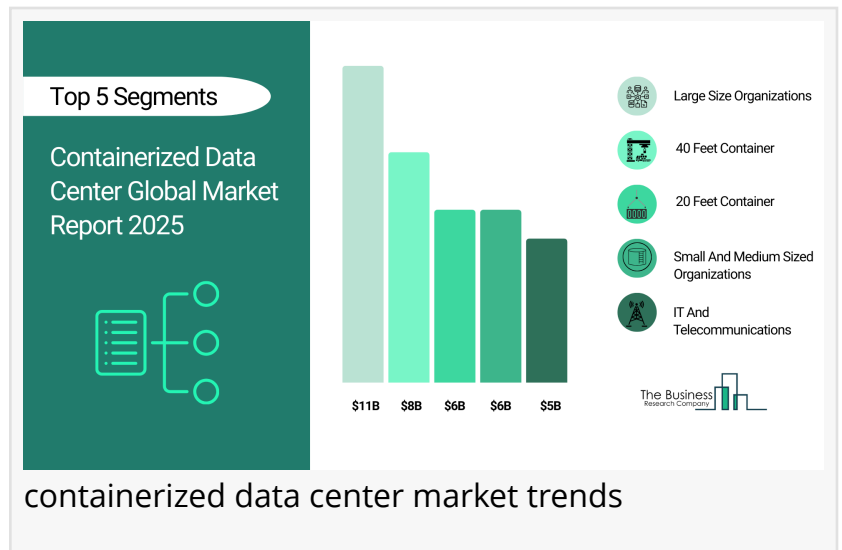 Top 5 Segments
Containerized Data
Center Global Market
Report 2025
$11B $8B $6B $6B $5B
Large Size Organizations
40 Feet Container
20 Feet Container
Small And Medium Sized
Organizations
IT And
Telecommunications
The Business
Research Company
containerized data center market trends